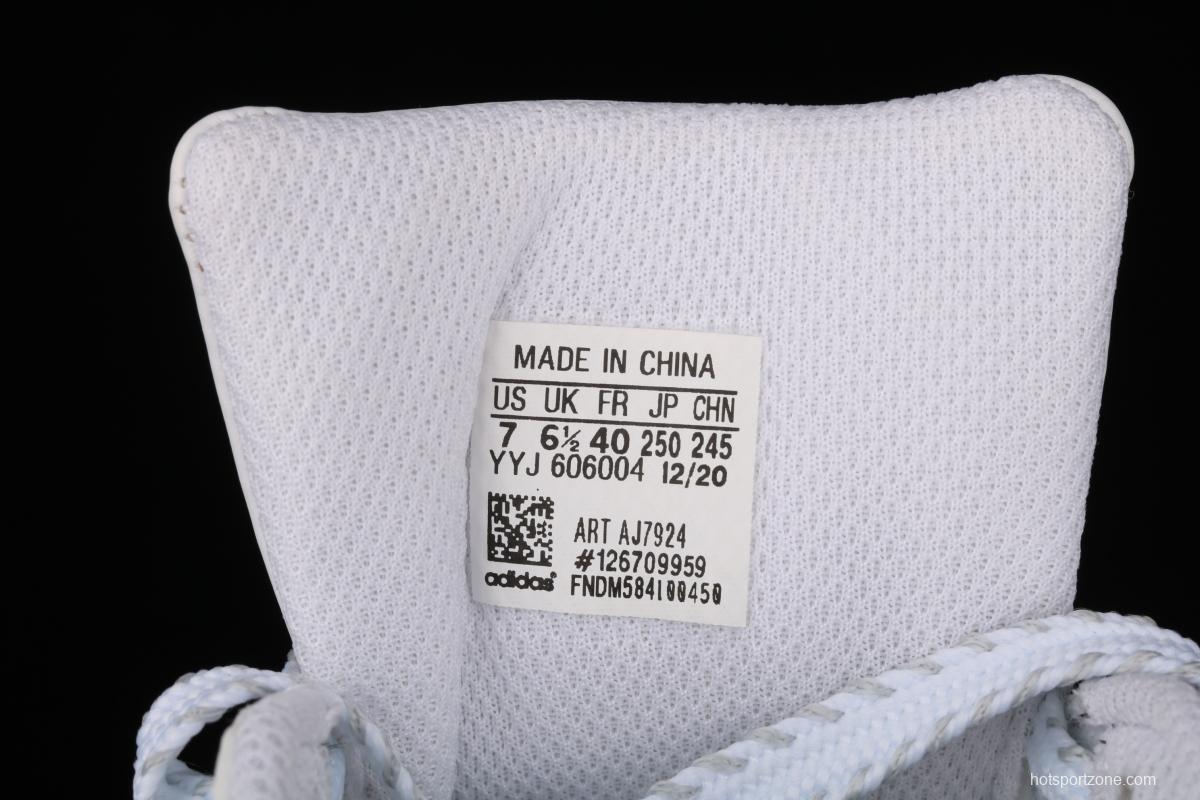 MADE IN CHINA
US UK FR JP CHN
7 6½ 40 250 245
YYJ 606004 12/20
ART AJ7924
#126709959
adidas® FNDM584100450
hotsportzone.com